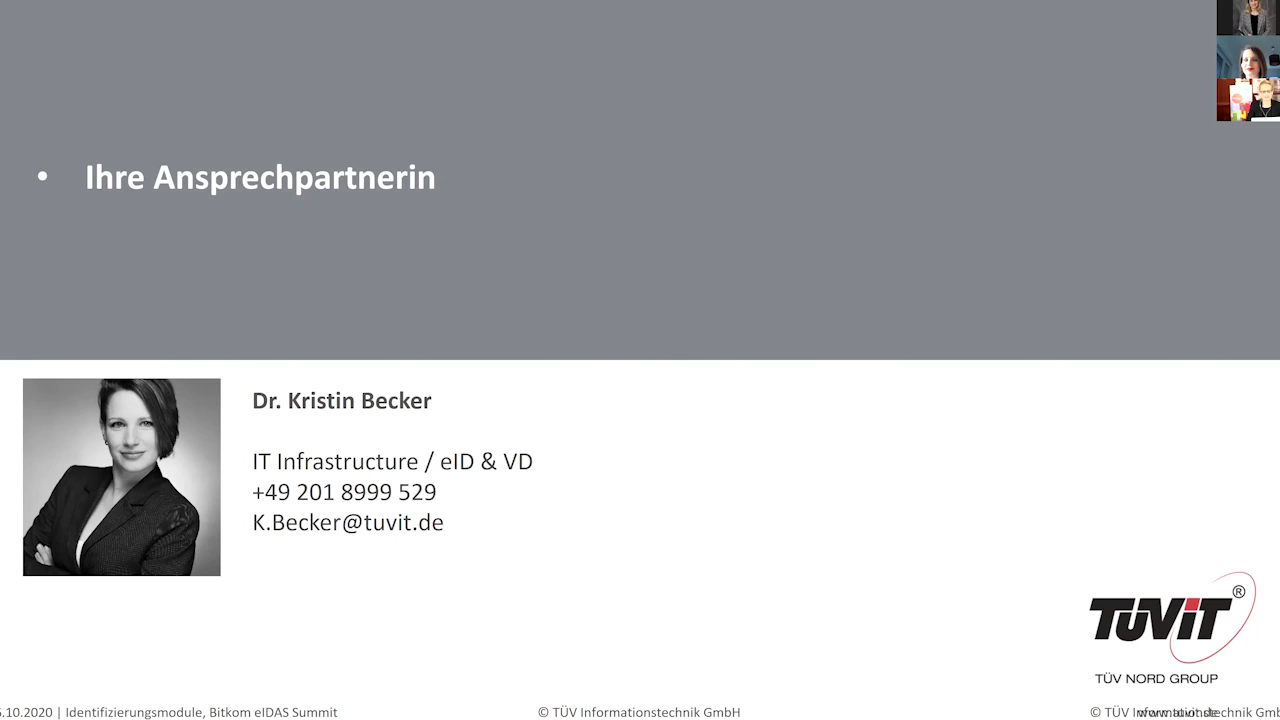 • Ihre Ansprechpartnerin
Dr. Kristin Becker
IT Infrastructure / eID & VD
+49 201 8999 529
K.Becker@tuvit.de
TÜViT ®
TÜV NORD GROUP
.10.2020 | Identifizierungsmodule, Bitkom eIDAS Summit
© TÜV Informationstechnik GmbH
© TÜV